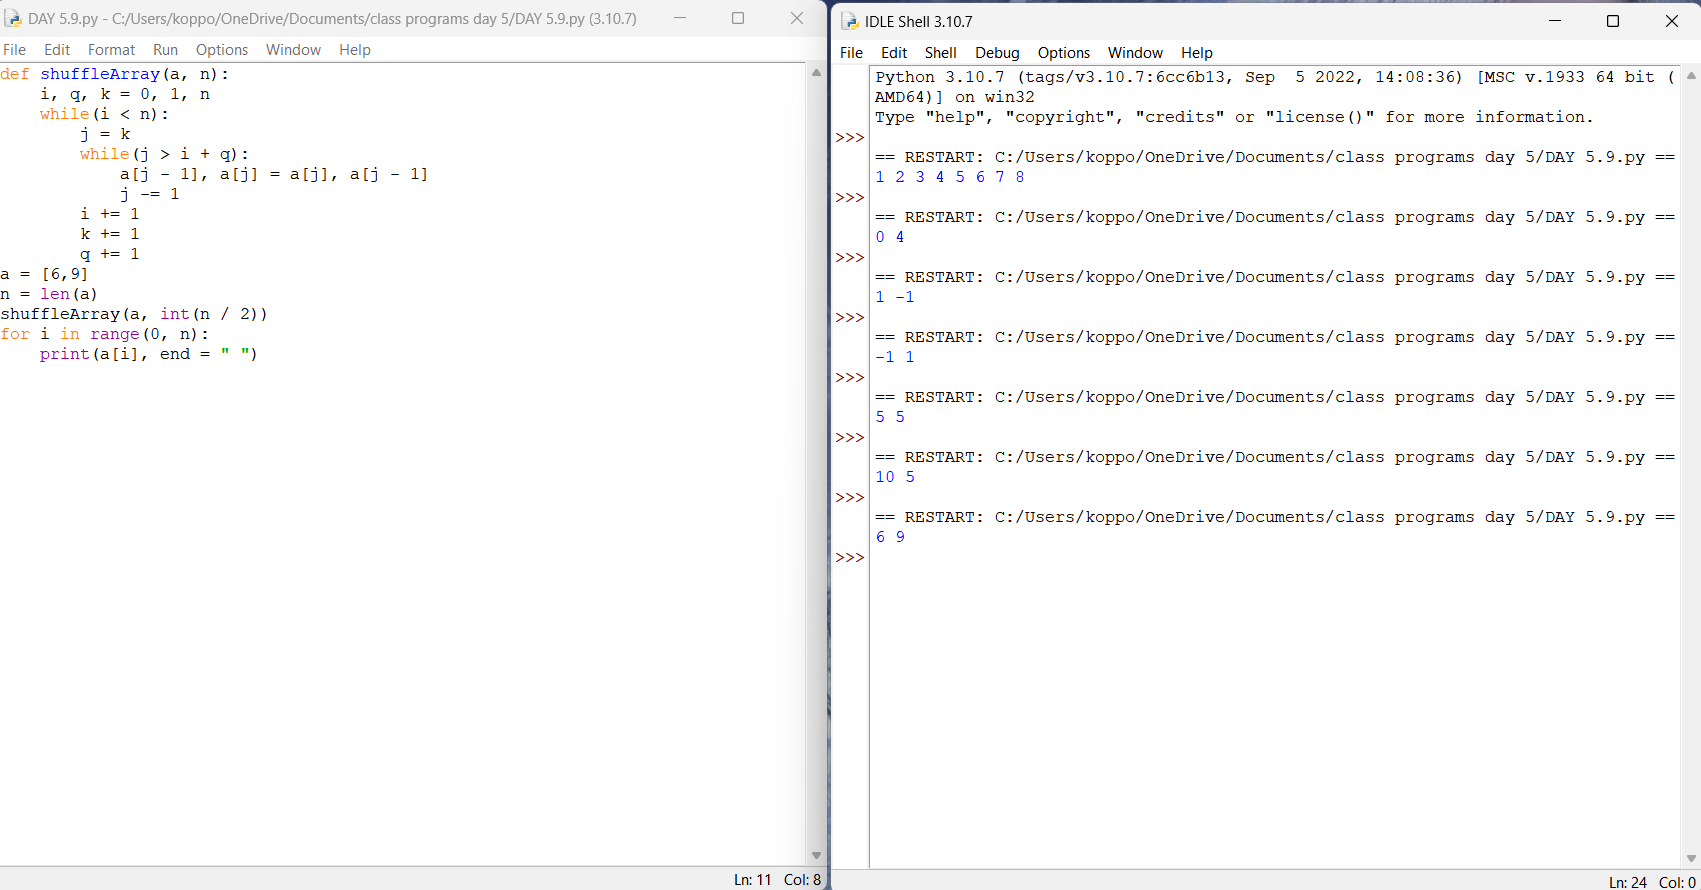 DAY 5.9.py - C:/Users/koppo/OneDrive/Documents/class programs day 5/DAY 5.9.py (3.10.7)
File Edit Format Run Options Window Help
def shuffleArray(a, n):
    i, q, k = 0, 1, n
    while(i < n):
        j = k
        while(j > i + q):
            a[j - 1], a[j] = a[j], a[j - 1]
            j -= 1
        i += 1
        k += 1
        q += 1
a = [6,9]
n = len(a)
shuffleArray(a, int(n / 2))
for i in range(0, n):
    print(a[i], end = " ")
Ln: 11 Col: 8
IDLE Shell 3.10.7
File Edit Shell Debug Options Window Help
Python 3.10.7 (tags/v3.10.7:6cc6b13, Sep  5 2022, 14:08:36) [MSC v.1933 64 bit (
AMD64)] on win32
Type "help", "copyright", "credits" or "license()" for more information.
>>>
== RESTART: C:/Users/koppo/OneDrive/Documents/class programs day 5/DAY 5.9.py ==
1 2 3 4 5 6 7 8
>>>
== RESTART: C:/Users/koppo/OneDrive/Documents/class programs day 5/DAY 5.9.py ==
0 4
>>>
== RESTART: C:/Users/koppo/OneDrive/Documents/class programs day 5/DAY 5.9.py ==
1 -1
>>>
== RESTART: C:/Users/koppo/OneDrive/Documents/class programs day 5/DAY 5.9.py ==
-1 1
>>>
== RESTART: C:/Users/koppo/OneDrive/Documents/class programs day 5/DAY 5.9.py ==
5 5
>>>
== RESTART: C:/Users/koppo/OneDrive/Documents/class programs day 5/DAY 5.9.py ==
10 5
>>>
== RESTART: C:/Users/koppo/OneDrive/Documents/class programs day 5/DAY 5.9.py ==
6 9
>>>
Ln: 24 Col: 0